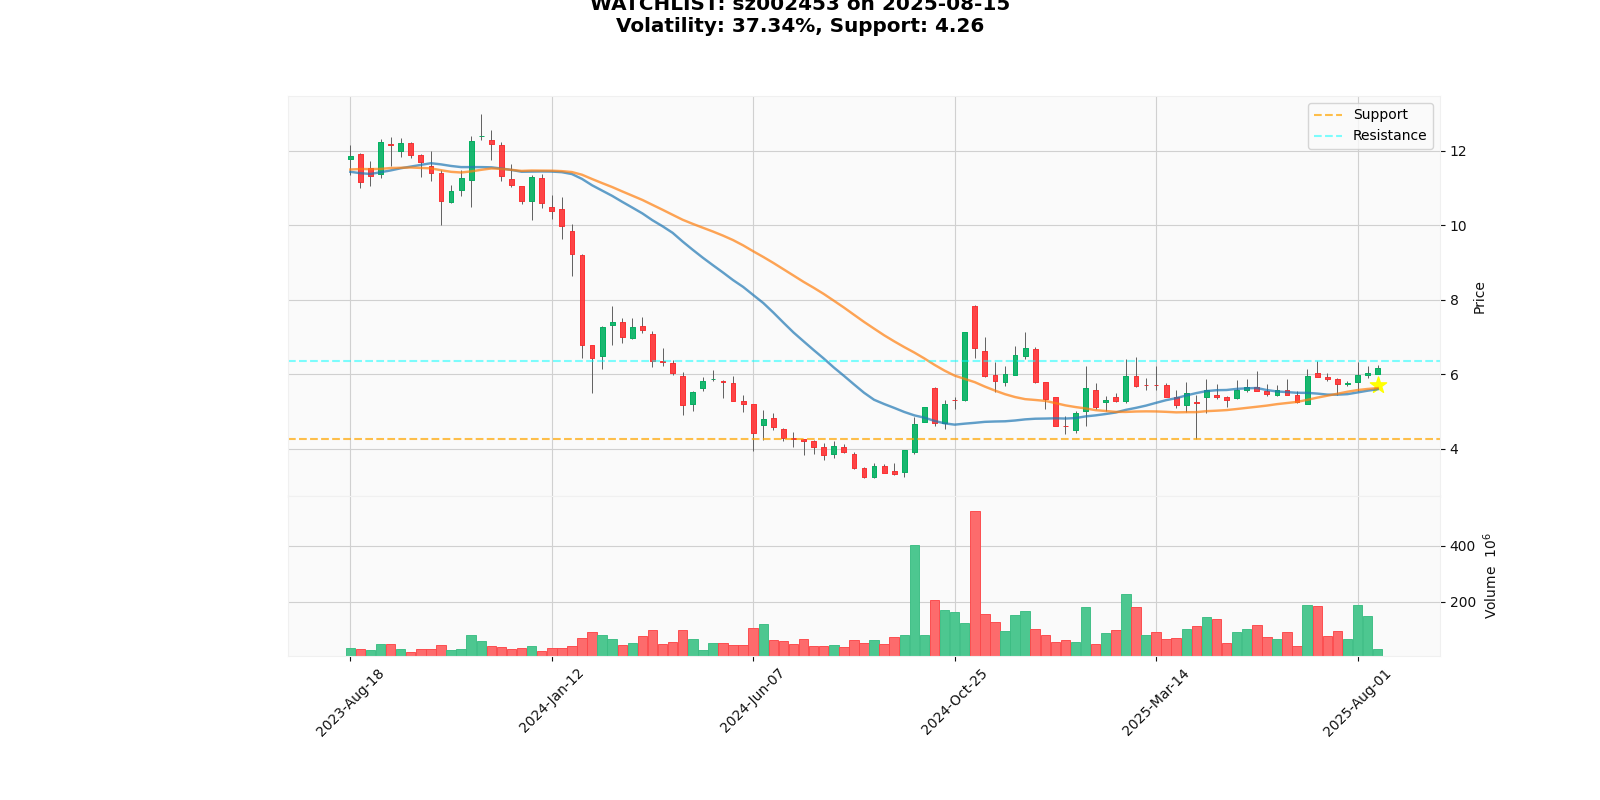 WATCHLIST: sz002453 on 2025-08-15
Volatility: 37.34%, Support: 4.26
Support
Resistance
12
10
8
6
4
Price
400
200
Volume 10^6
2023-Aug-18
2024-Jan-12
2024-Jun-07
2024-Oct-25
2025-Mar-14
2025-Aug-01